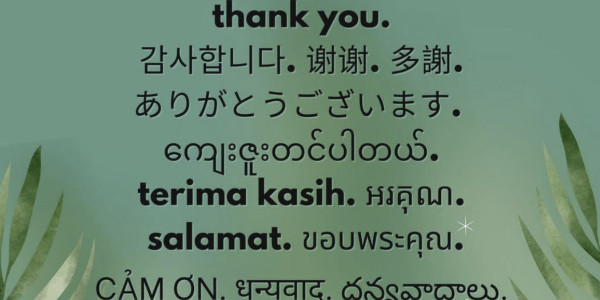 thank you.
감사합니다. 谢谢. 多謝.
ありがとうございます.
ကျေးဇူးတင်ပါတယ်.
terima kasih. អរគុណ.
salamat. ขอบพระคุณ.
CẢM ƠN. धन्यवाद. ధన్యవాదాలు.